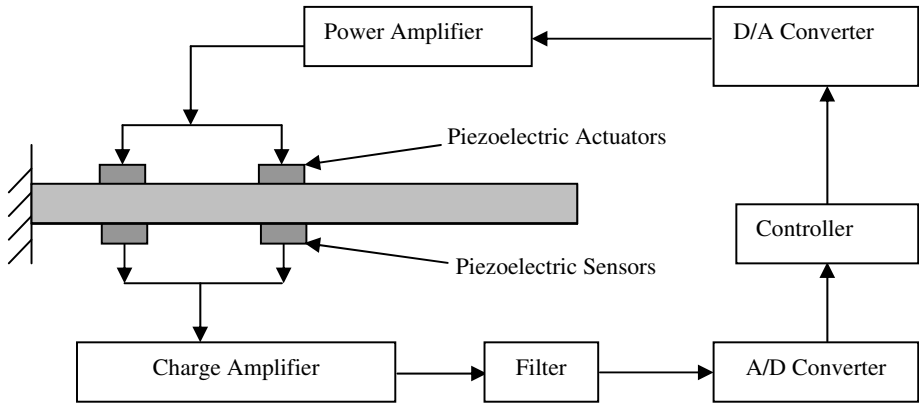 Power Amplifier
D/A Converter
Piezoelectric Actuators
Controller
Piezoelectric Sensors
Charge Amplifier
Filter
A/D Converter